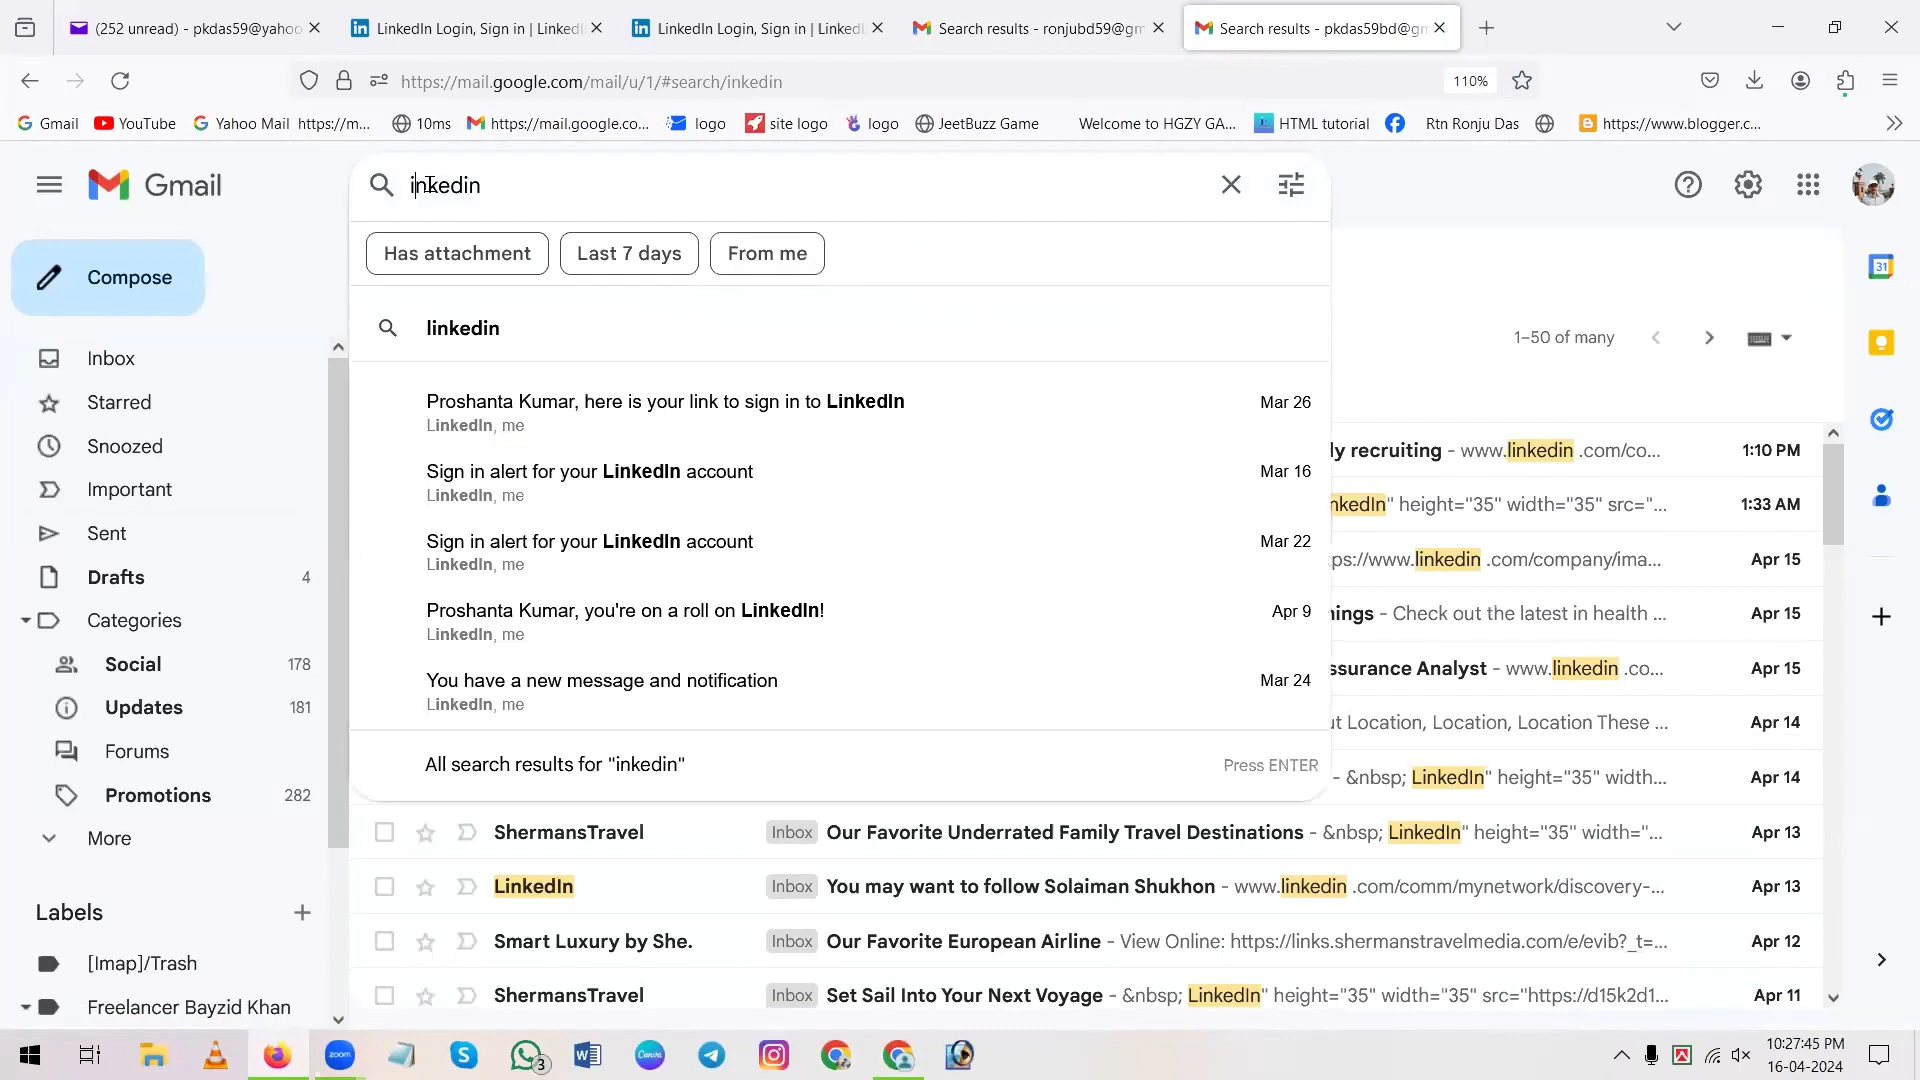 (252 unread) - pkdas59@yahoo
LinkedIn Login, Sign in | Linked
LinkedIn Login, Sign in | Linked
Search results - ronjubd59@gm
Search results - pkdas59bd@gm
https://mail.google.com/mail/u/1/#search/inkedin
110%
Gmail
YouTube
Yahoo Mail
https://m...
10ms
https://mail.google.co...
logo
site logo
logo
JeetBuzz Game
Welcome to HGZY GA...
HTML tutorial
Rtn Ronju Das
https://www.blogger.c...
Gmail
inkedin
Compose
Has attachment
Last 7 days
From me
linkedin
1–50 of many
Inbox
Starred
Snoozed
Important
Sent
Drafts 4
Categories
Social 178
Updates 181
Forums
Promotions 282
More
Labels
[Imap]/Trash
Freelancer Bayzid Khan
Proshanta Kumar, here is your link to sign in to LinkedIn Mar 26
LinkedIn, me
Sign in alert for your LinkedIn account Mar 16
LinkedIn, me
Sign in alert for your LinkedIn account Mar 22
LinkedIn, me
Proshanta Kumar, you're on a roll on LinkedIn! Apr 9
LinkedIn, me
You have a new message and notification Mar 24
LinkedIn, me
All search results for "inkedin" Press ENTER
ly recruiting - www.linkedin .com/co... 1:10 PM
nkedIn" height="35" width="35" src="... 1:33 AM
ps://www.linkedin .com/company/ima... Apr 15
nings - Check out the latest in health ... Apr 15
ssurance Analyst - www.linkedin .co... Apr 15
ut Location, Location, Location These ... Apr 14
- &nbsp; LinkedIn" height="35" width... Apr 14
ShermansTravel Inbox Our Favorite Underrated Family Travel Destinations - &nbsp; LinkedIn" height="35" width="... Apr 13
LinkedIn Inbox You may want to follow Solaiman Shukhon - www.linkedin .com/comm/mynetwork/discovery-... Apr 13
Smart Luxury by She. Inbox Our Favorite European Airline - View Online: https://links.shermanstravelmedia.com/e/evib?_t=... Apr 12
ShermansTravel Inbox Set Sail Into Your Next Voyage - &nbsp; LinkedIn" height="35" width="35" src="https://d15k2d1... Apr 11
31
zoom
3
Canva
10:27:45 PM
16-04-2024